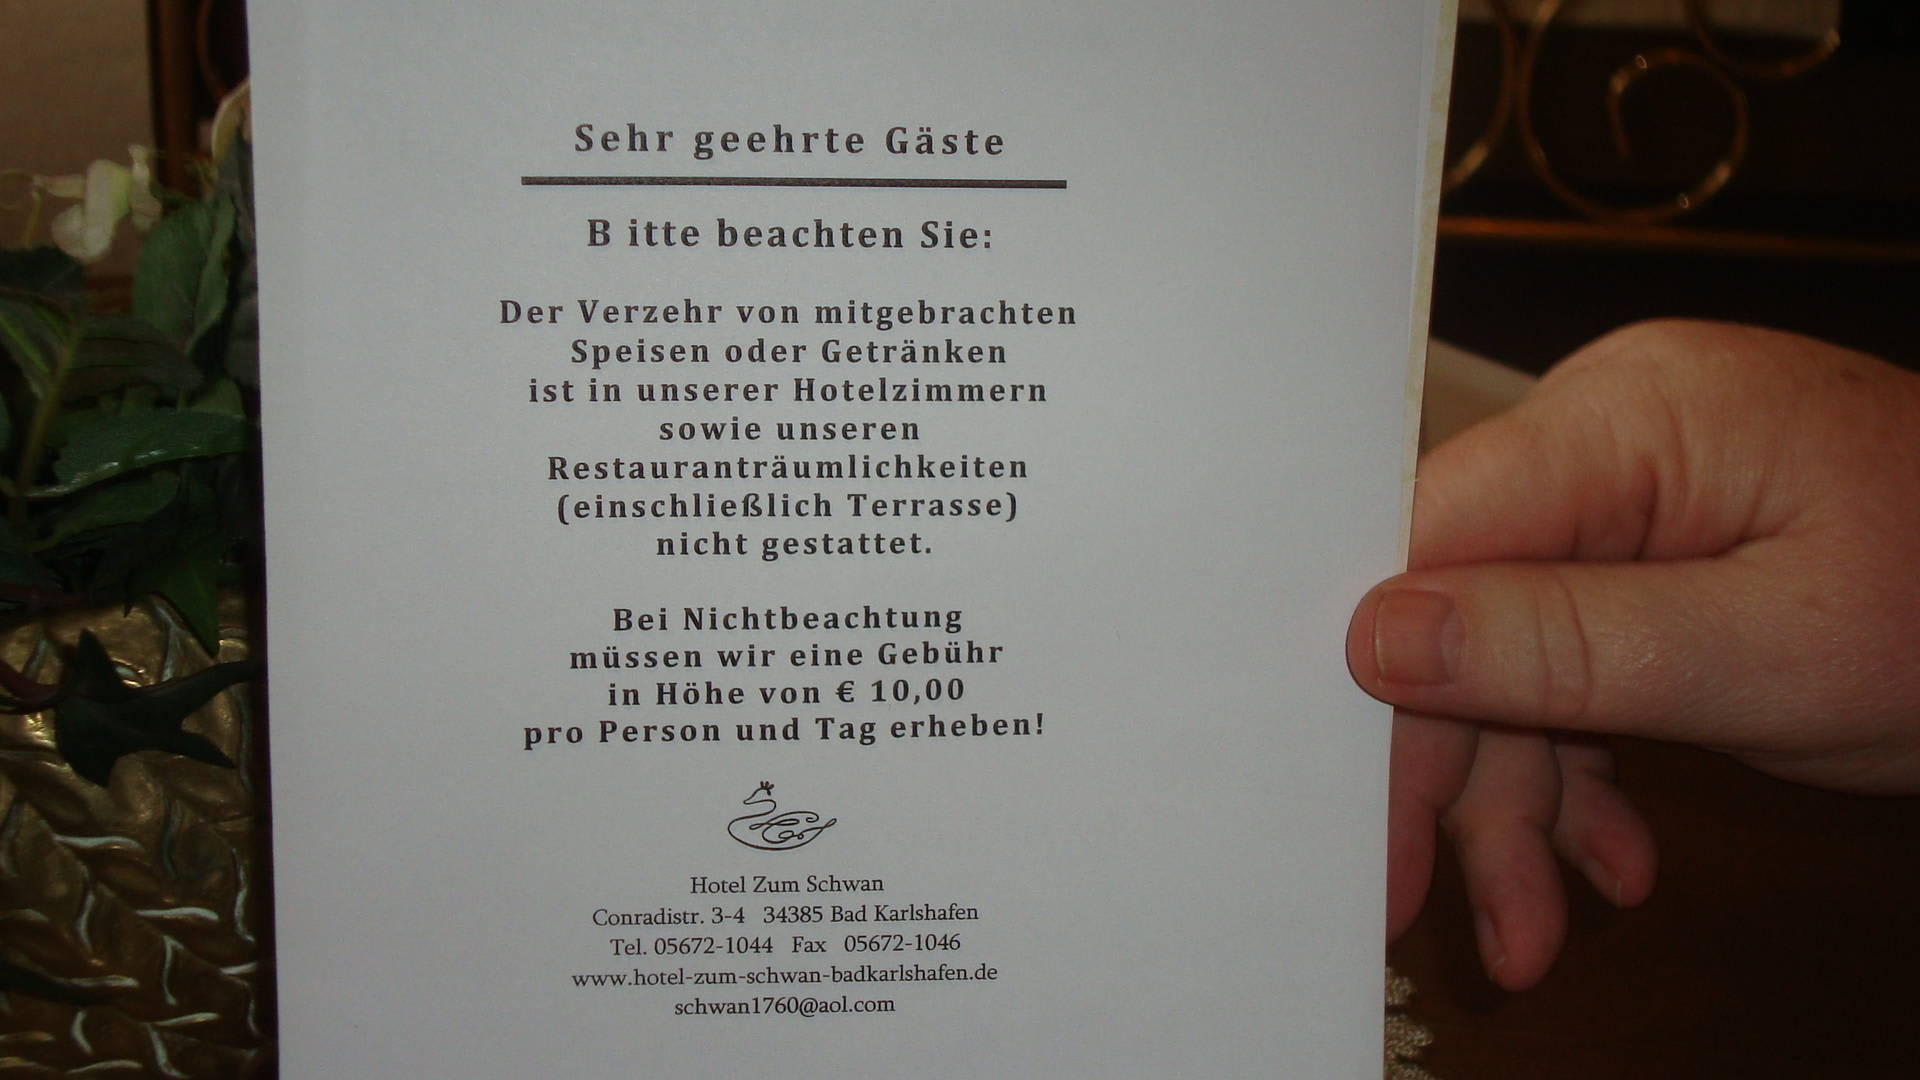 Sehr geehrte Gäste
B itte beachten Sie:
Der Verzehr von mitgebrachten
Speisen oder Getränken
ist in unserer Hotelzimmern
sowie unseren
Restauranträumlichkeiten
(einschließlich Terrasse)
nicht gestattet.
Bei Nichtbeachtung
müssen wir eine Gebühr
in Höhe von € 10,00
pro Person und Tag erheben!
Hotel Zum Schwan
Conradistr. 3-4 34385 Bad Karlshafen
Tel. 05672-1044 Fax 05672-1046
www.hotel-zum-schwan-badkarlshafen.de
schwan1760@aol.com